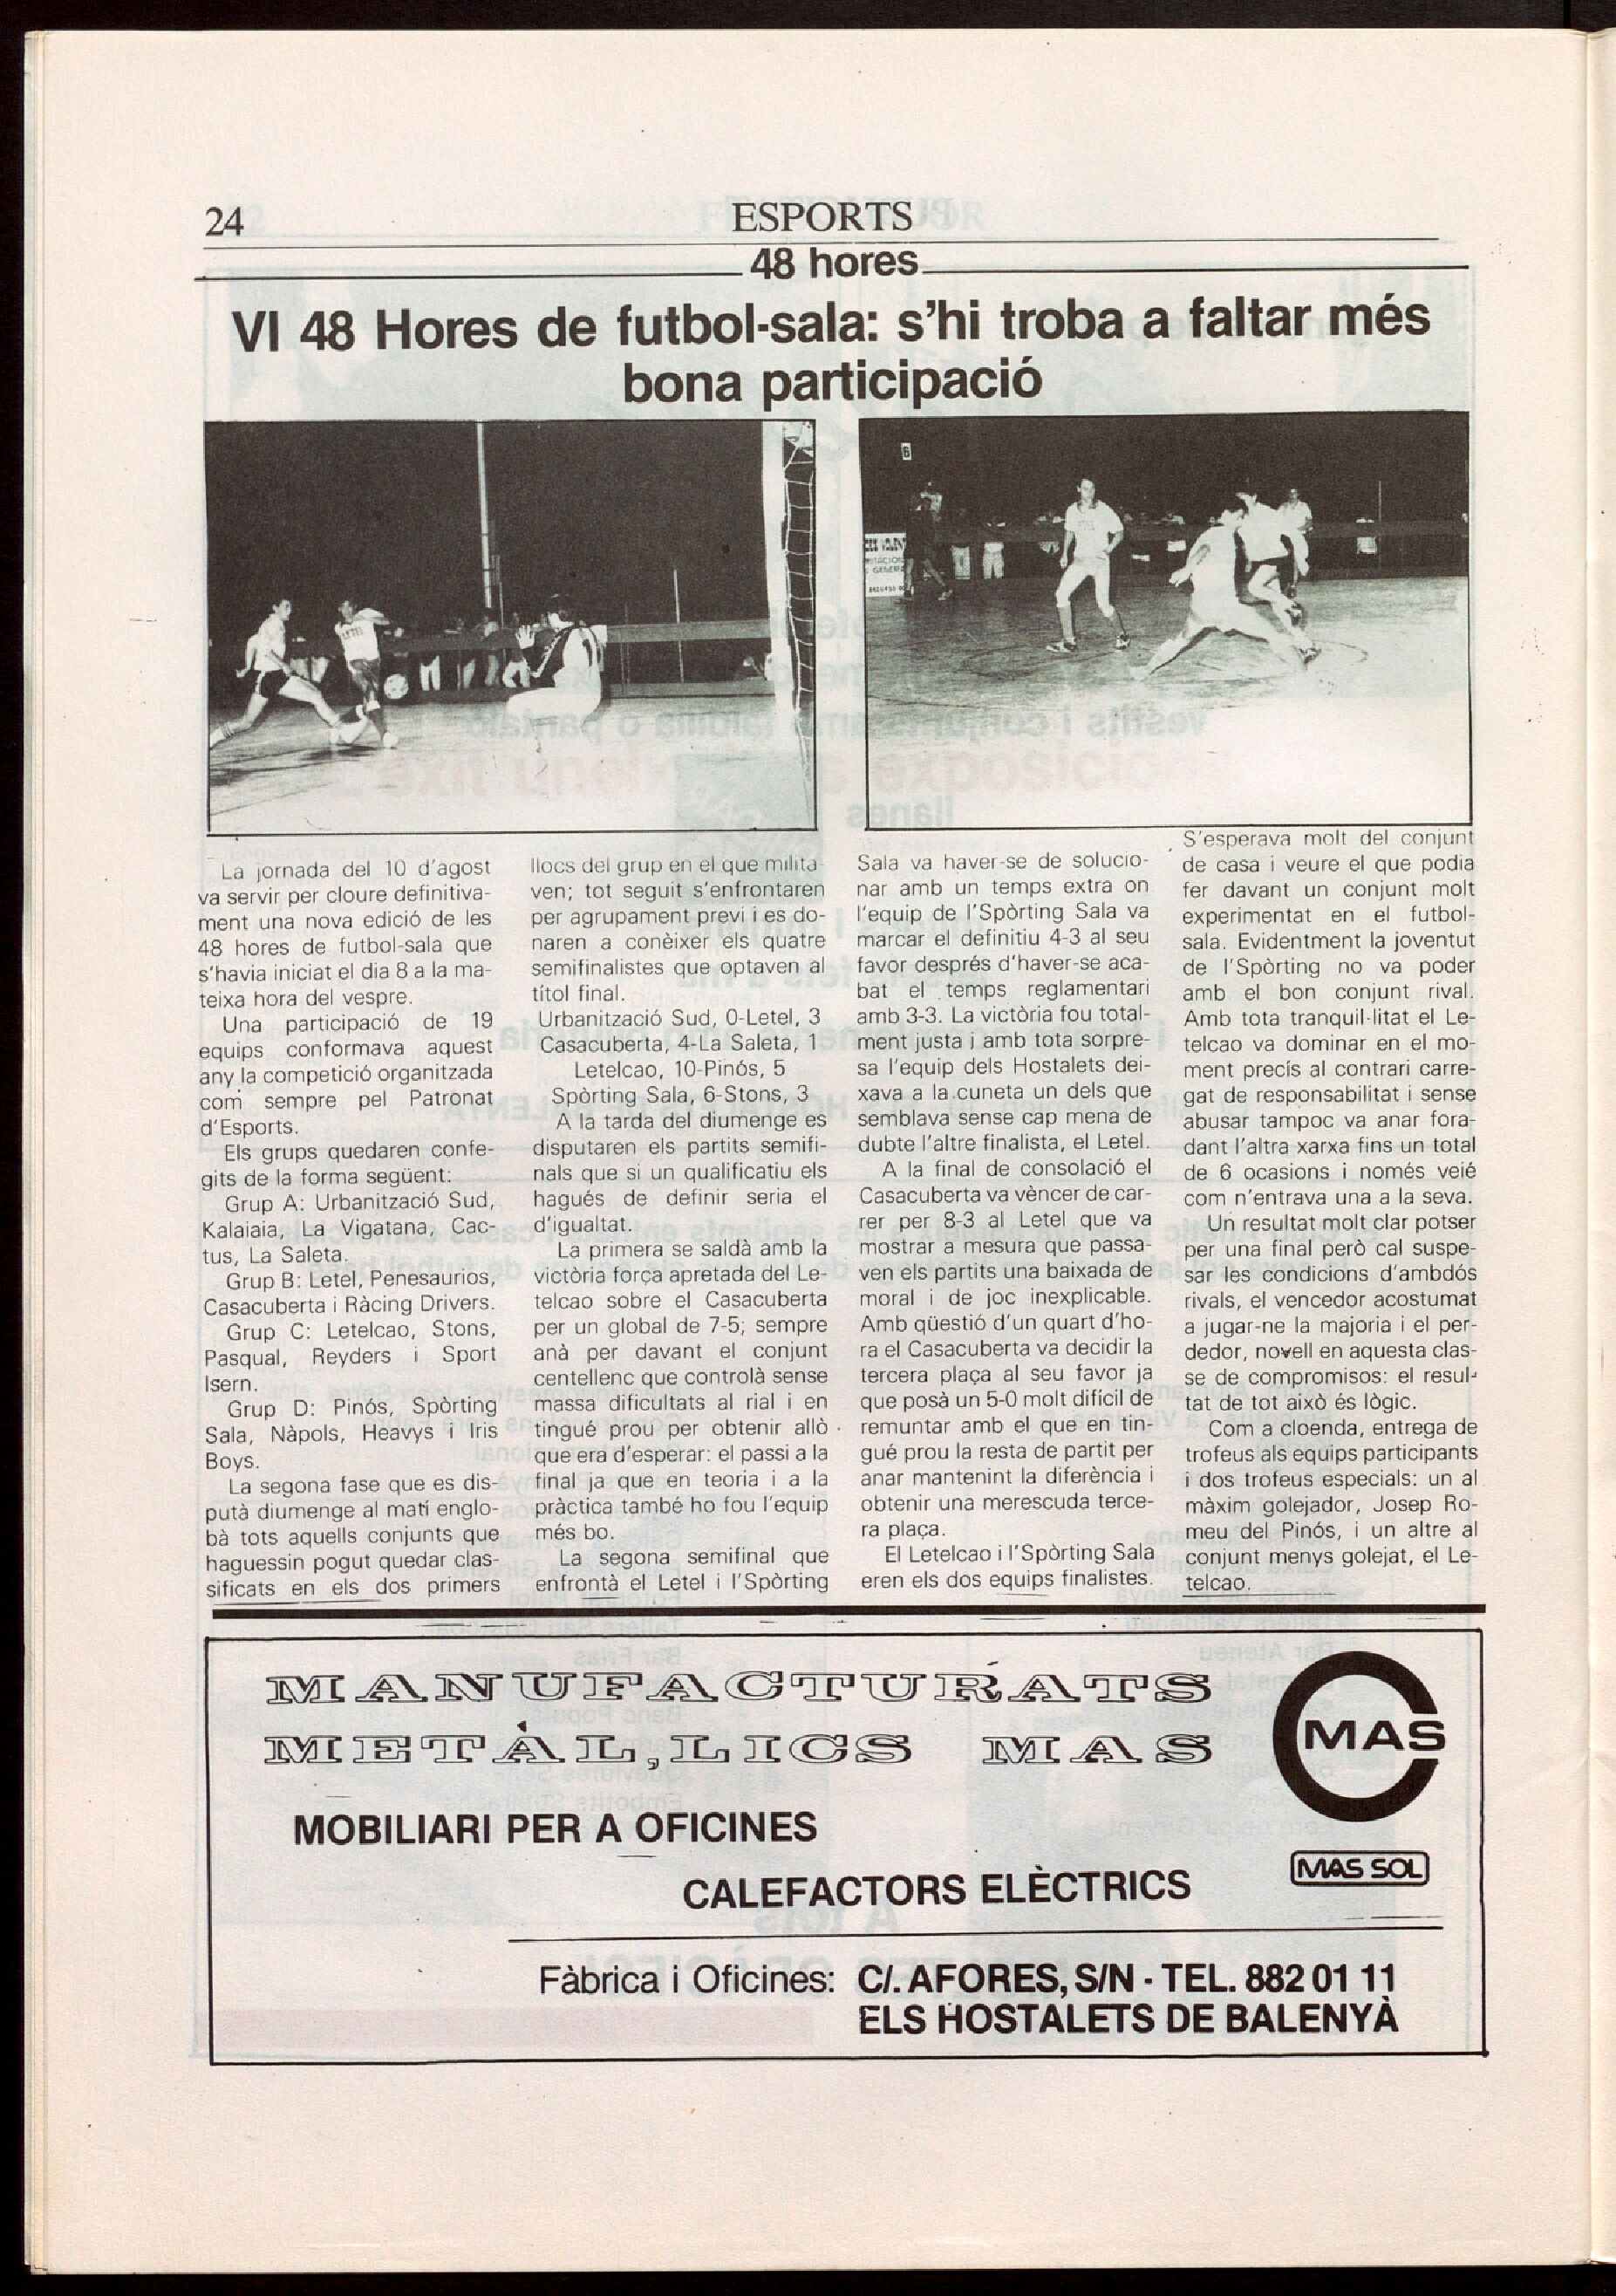 24
ESPORTS
48 hores
VI 48 Hores de futbol-sala: s'hi troba a faltar més
bona participació
6
La jornada del 10 d'agost
va servir per cloure definitiva-
ment una nova edició de les
48 hores de futbol-sala que
s'havia iniciat el dia 8 a la ma-
teixa hora del vespre.
Una participació de 19
equips conformava aquest
any la competició organitzada
com sempre pel Patronat
d'Esports.
Els grups quedaren confe-
gits de la forma següent:
Grup A: Urbanització Sud,
Kalaiaia, La Vigatana, Cac-
tus, La Saleta.
Grup B: Letel, Penesaurios,
Casacuberta i Ràcing Drivers.
Grup C: Letelcao, Stons,
Pasqual, Reyders i Sport
Isern.
Grup D: Pinós, Spòrting
Sala, Nàpols, Heavys i Iris
Boys.
La segona fase que es dis-
putà diumenge al matí englo-
bà tots aquells conjunts que
haguessin pogut quedar clas-
sificats en els dos primers
llocs del grup en el que milita-
ven; tot seguit s'enfrontaren
per agrupament previ i es do-
naren a conèixer els quatre
semifinalistes que optaven al
títol final.
Urbanització Sud, 0-Letel, 3
Casacuberta, 4-La Saleta, 1
Letelcao, 10-Pinós, 5
Spòrting Sala, 6-Stons, 3
A la tarda del diumenge es
disputaren els partits semifi-
nals que si un qualificatiu els
hagués de definir seria el
d'igualtat.
La primera se saldà amb la
victòria força apretada del Le-
telcao sobre el Casacuberta
per un global de 7-5; sempre
anà per davant el conjunt
centellenc que controlà sense
massa dificultats al rial i en
tingué prou per obtenir allò
que era d'esperar: el passi a la
final ja que en teoria i a la
pràctica també ho fou l'equip
més bo.
La segona semifinal que
enfrontà el Letel i l'Spòrting
Sala va haver-se de solucio-
nar amb un temps extra on
l'equip de l'Spòrting Sala va
marcar el definitiu 4-3 al seu
favor després d'haver-se aca-
bat el temps reglamentari
amb 3-3. La victòria fou total-
ment justa i amb tota sorpre-
sa l'equip dels Hostalets dei-
xava a la cuneta un dels que
semblava sense cap mena de
dubte l'altre finalista, el Letel.
A la final de consolació el
Casacuberta va vèncer de car-
rer per 8-3 al Letel que va
mostrar a mesura que passa-
ven els partits una baixada de
moral i de joc inexplicable.
Amb qüestió d'un quart d'ho-
ra el Casacuberta va decidir la
tercera plaça al seu favor ja
que posà un 5-0 molt difícil de
remuntar amb el que en tin-
gué prou la resta de partit per
anar mantenint la diferència i
obtenir una merescuda terce-
ra plaça.
El Letelcao i l'Spòrting Sala
eren els dos equips finalistes.
S'esperava molt del conjunt
de casa i veure el que podia
fer davant un conjunt molt
experimentat en el futbol-
sala. Evidentment la joventut
de l'Spòrting no va poder
amb el bon conjunt rival.
Amb tota tranquil·litat el Le-
telcao va dominar en el mo-
ment precís al contrari carre-
gat de responsabilitat i sense
abusar tampoc va anar fora-
dant l'altra xarxa fins un total
de 6 ocasions i només veié
com n'entrava una a la seva.
Un resultat molt clar potser
per una final però cal suspe-
sar les condicions d'ambdós
rivals, el vencedor acostumat
a jugar-ne la majoria i el per-
dedor, novell en aquesta clas-
se de compromisos: el resul-
tat de tot això és lògic.
Com a cloenda, entrega de
trofeus als equips participants
i dos trofeus especials: un al
màxim golejador, Josep Ro-
meu del Pinós, i un altre al
conjunt menys golejat, el Le-
telcao.
MANUFACTURATS
METÀL,LICS MAS
MAS
MOBILIARI PER A OFICINES
MAS SOL
CALEFACTORS ELÈCTRICS
Fàbrica i Oficines: C/. AFORES, S/N - TEL. 882 01 11
ELS HOSTALETS DE BALENYÀ